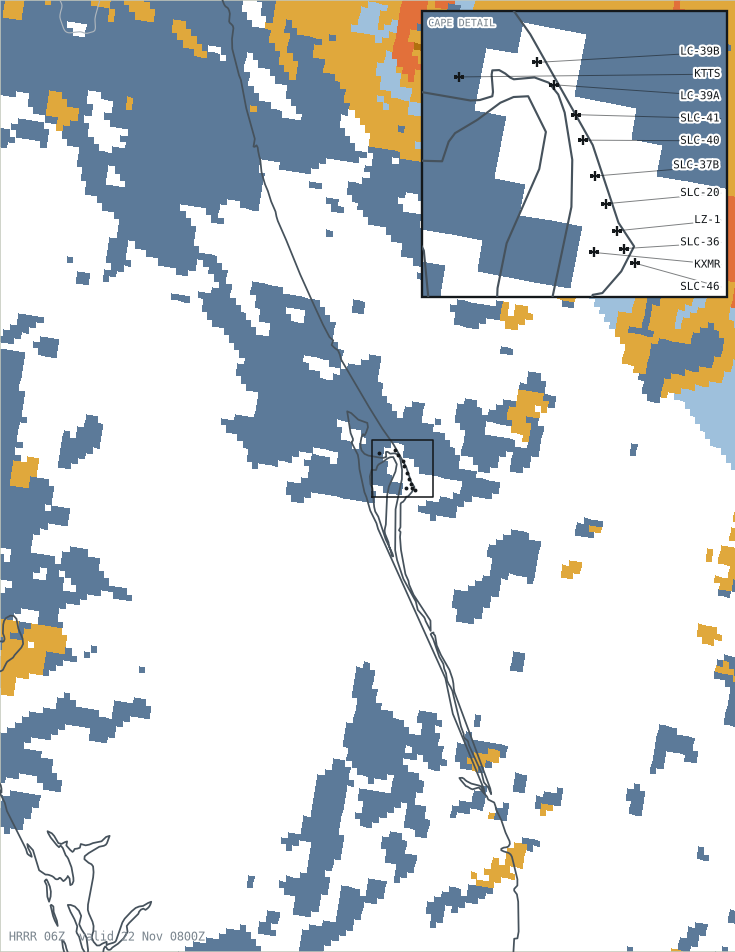 CAPE DETAIL
LC-39B
KTTS
LC-39A
SLC-41
SLC-40
SLC-37B
SLC-20
LZ-1
SLC-36
KXMR
SLC-46
HRRR 06Z  valid 22 Nov 0800Z